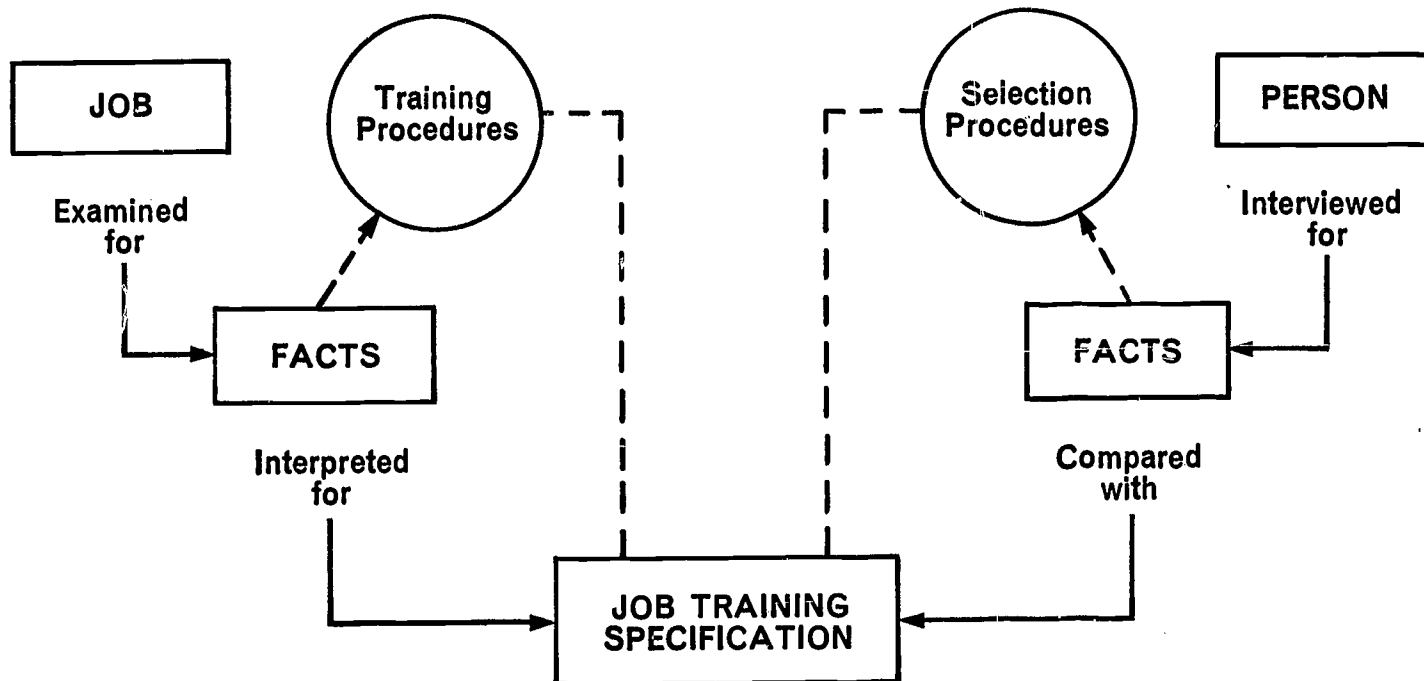 JOB
Training
Procedures
Selection
Procedures
PERSON
Examined
for
Interviewed
for
FACTS
FACTS
Interpreted
for
Compared
with
JOB TRAINING
SPECIFICATION